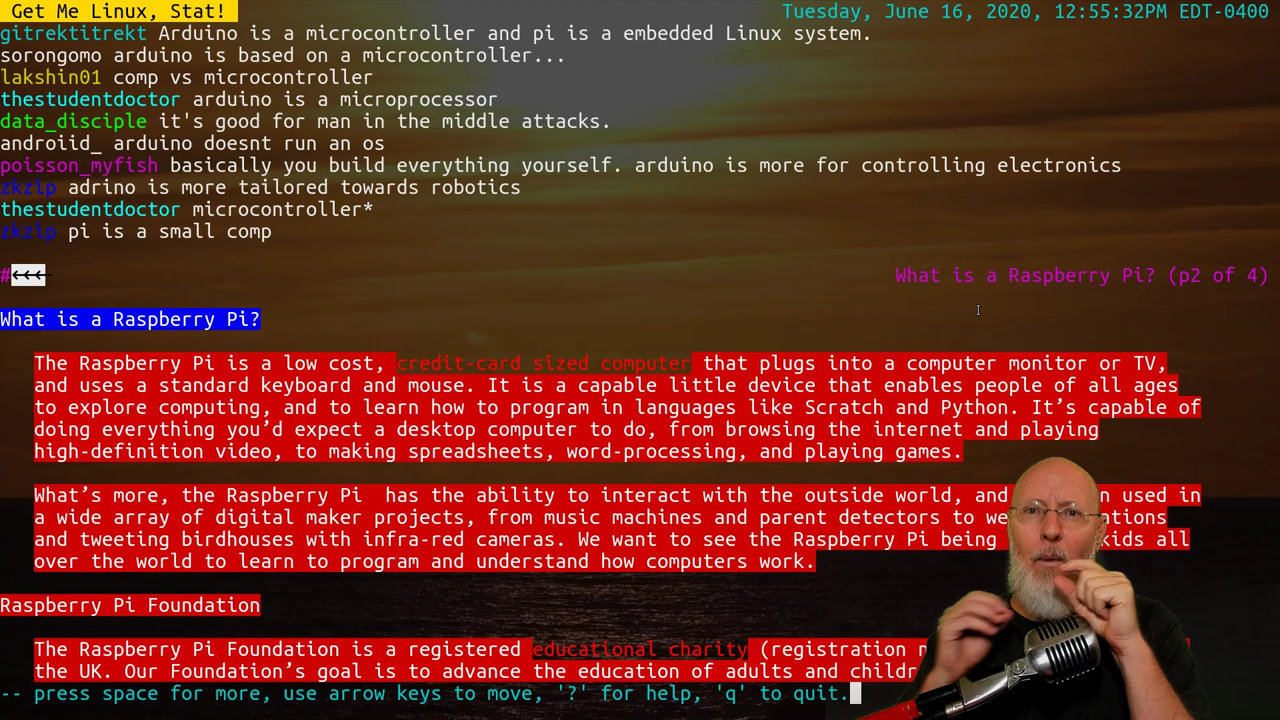 Get Me Linux, Stat!
Tuesday, June 16, 2020, 12:55:32PM EDT-0400
gitrektitrekt Arduino is a microcontroller and pi is a embedded Linux system.
sorongomo arduino is based on a microcontroller...
lakshin01 comp vs microcontroller
thestudentdoctor arduino is a microprocessor
data_disciple it's good for man in the middle attacks.
androiid_ arduino doesnt run an os
poisson_myfish basically you build everything yourself. arduino is more for controlling electronics
zkzip adrino is more tailored towards robotics
thestudentdoctor microcontroller*
zkzip pi is a small comp
#←←←
What is a Raspberry Pi? (p2 of 4)
What is a Raspberry Pi?
The Raspberry Pi is a low cost, credit-card sized computer that plugs into a computer monitor or TV,
and uses a standard keyboard and mouse. It is a capable little device that enables people of all ages
to explore computing, and to learn how to program in languages like Scratch and Python. It’s capable of
doing everything you’d expect a desktop computer to do, from browsing the internet and playing
high-definition video, to making spreadsheets, word-processing, and playing games.
What’s more, the Raspberry Pi  has the ability to interact with the outside world, and n used in
a wide array of digital maker projects, from music machines and parent detectors to we ntions
and tweeting birdhouses with infra-red cameras. We want to see the Raspberry Pi being kids all
over the world to learn to program and understand how computers work.
Raspberry Pi Foundation
The Raspberry Pi Foundation is a registered educational charity (registration n
the UK. Our Foundation’s goal is to advance the education of adults and childr
-- press space for more, use arrow keys to move, '?' for help, 'q' to quit.